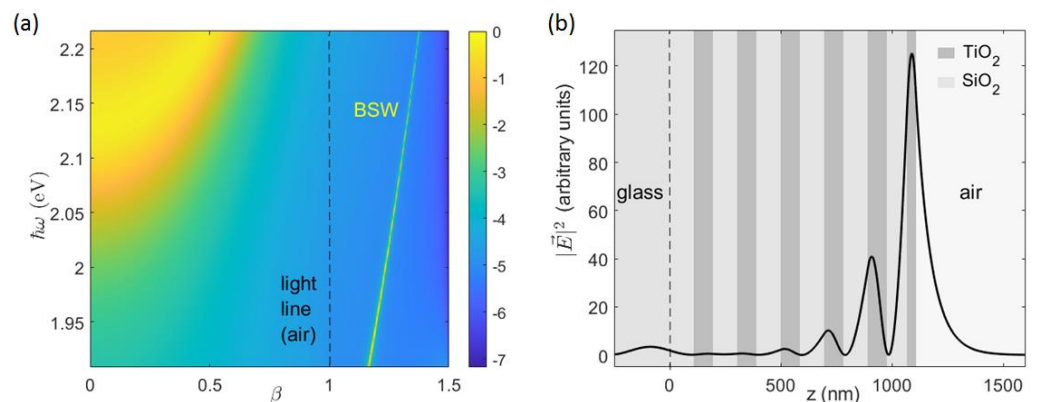 (a)
2.2
2.15
2.1
2.05
2
1.95
ℏω (eV)
BSW
light
line
(air)
0
0.5
1
1.5
β
0
-1
-2
-3
-4
-5
-6
-7
(b)
120
100
80
60
40
20
0
|E⃗|² (arbitrary units)
TiO₂
SiO₂
glass
air
0
500
1000
1500
z (nm)